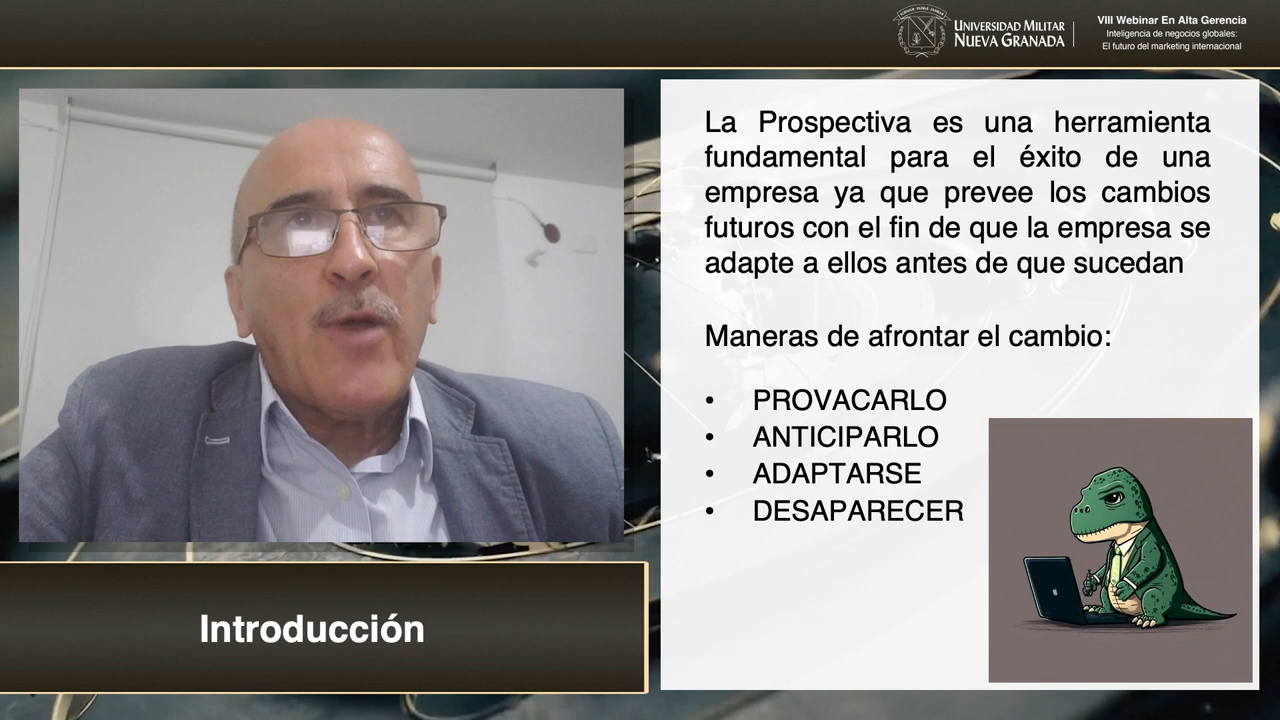 UNIVERSIDAD MILITAR
NUEVA GRANADA
VIII Webinar En Alta Gerencia
Inteligencia de negocios globales:
El futuro del marketing internacional
La Prospectiva es una herramienta
fundamental para el éxito de una
empresa ya que prevee los cambios
futuros con el fin de que la empresa se
adapte a ellos antes de que sucedan
Maneras de afrontar el cambio:
• PROVACARLO
• ANTICIPARLO
• ADAPTARSE
• DESAPARECER
Introducción